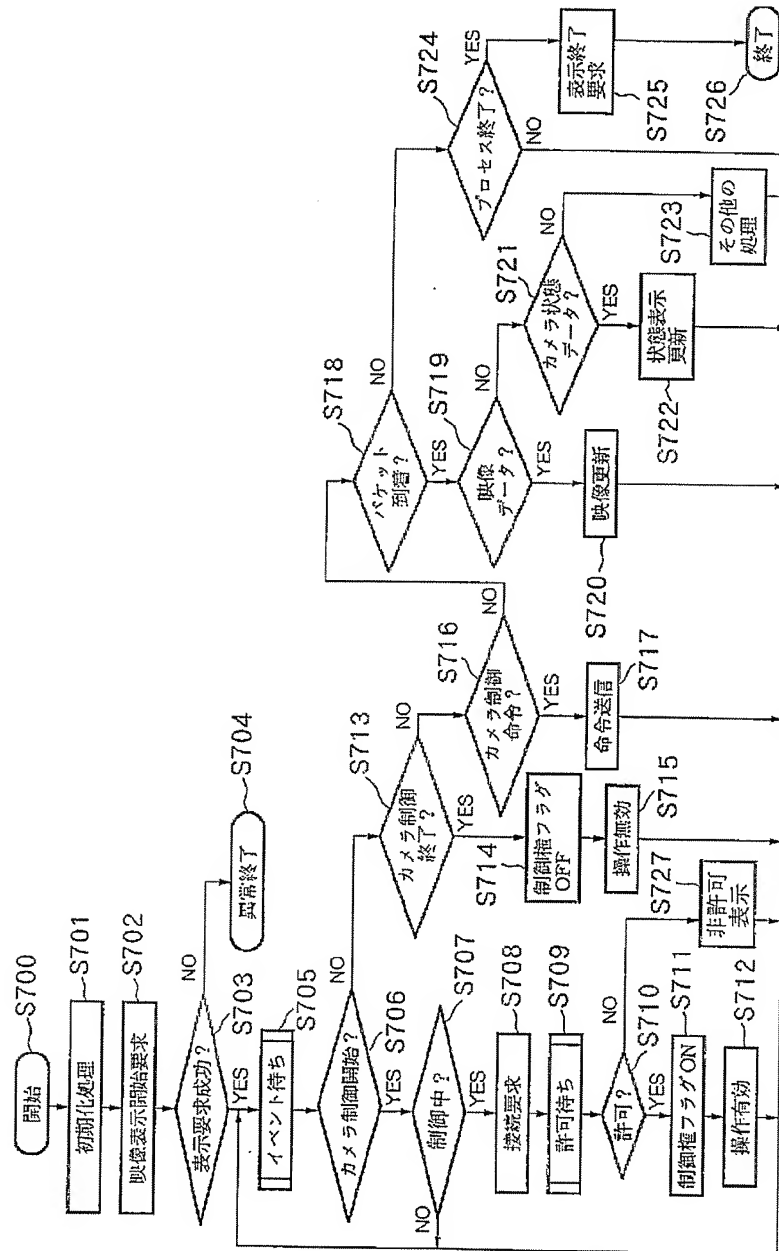 開始
S700
初期化処理
S701
映像表示開始要求
S702
表示要求成功?
S703
NO
YES
異常終了
S704
イベント待ち
S705
カメラ制御開始?
S706
NO
YES
制御中?
S707
NO
YES
接続要求
S708
許可待ち
S709
許可?
S710
NO
YES
制御権フラグON
S711
操作有効
S712
非許可
表示
S727
カメラ制御
終了?
S713
NO
YES
制御権フラグ
OFF
S714
操作無効
S715
カメラ制御
命令?
S716
NO
YES
命令送信
S717
パケット
到着?
S718
NO
YES
映像
データ?
S719
NO
YES
映像更新
S720
カメラ状態
データ?
S721
NO
YES
状態表示
更新
S722
その他の
処理
S723
プロセス終了?
S724
YES
NO
表示終了
要求
S725
終了
S726